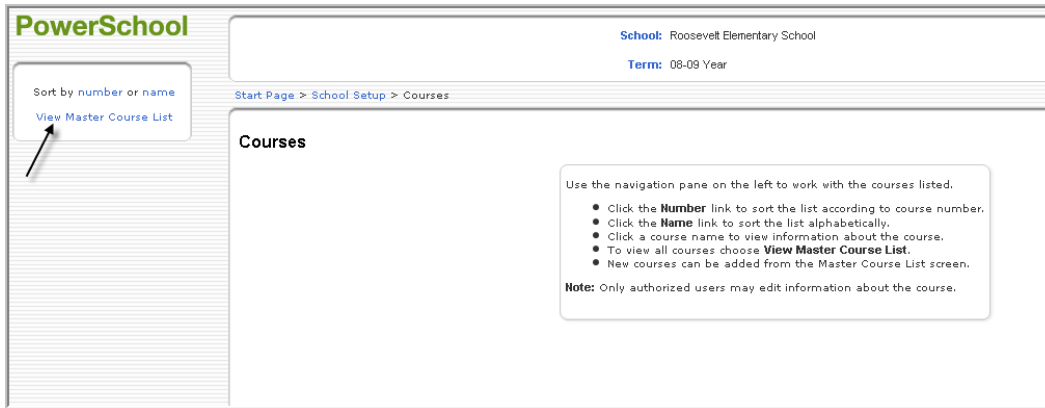 PowerSchool
School: Roosevelt Elementary School
Term: 08-09 Year
Sort by number or name
View Master Course List
Start Page > School Setup > Courses
Courses
Use the navigation pane on the left to work with the courses listed.
Click the Number link to sort the list according to course number.
Click the Name link to sort the list alphabetically.
Click a course name to view information about the course.
To view all courses choose View Master Course List.
New courses can be added from the Master Course List screen.
Note: Only authorized users may edit information about the course.